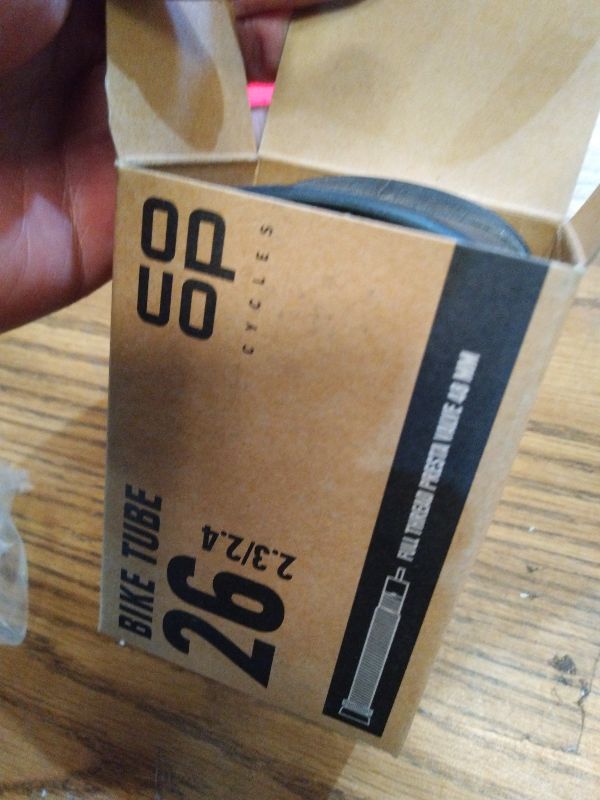 CO
OP
CYCLES
BIKE TUBE
26
2.3/2.4
FULL THREAD PRESTA VALVE 48 MM